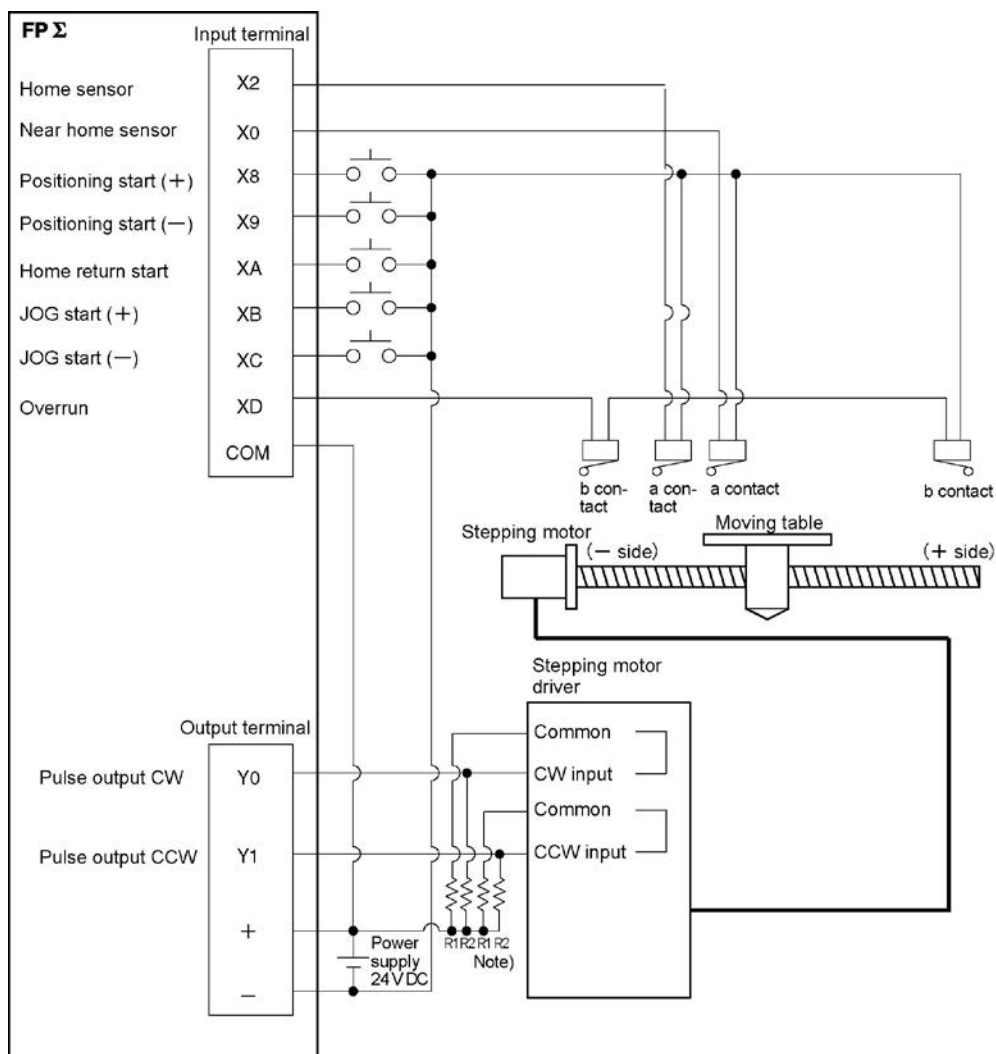 FP Σ
Input terminal
Home sensor
X2
Near home sensor
X0
Positioning start (+)
X8
Positioning start (—)
X9
Home return start
XA
JOG start (+)
XB
JOG start (—)
XC
Overrun
XD
COM
b con-
tact
a con-
tact
a contact
b contact
Stepping motor
Moving table
(— side)
(+ side)
Stepping motor
driver
Output terminal
Common
Pulse output CW
Y0
CW input
Common
Pulse output CCW
Y1
CCW input
+
R1 R2 R1 R2
Note)
Power
supply
24 V DC
—